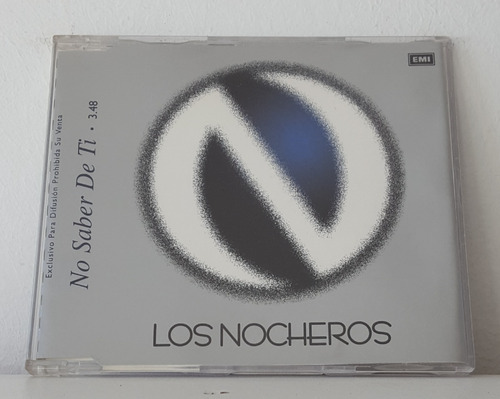 EMI
Exclusivo Para Difusión Prohibida Su Venta
No Saber De Ti • 3.48
LOS NOCHEROS